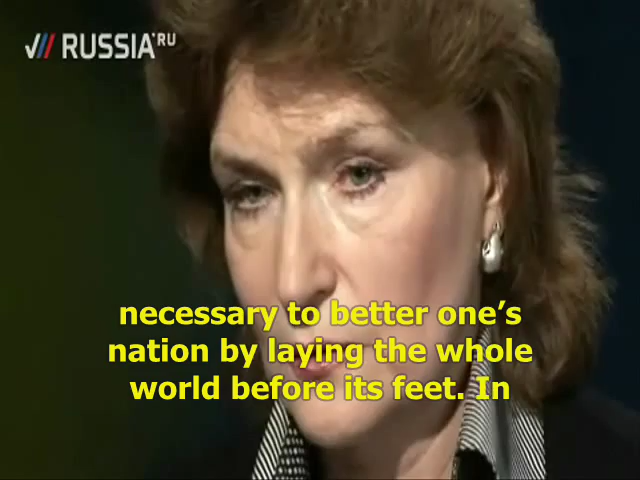 RUSSIA.RU
necessary to better one’s
nation by laying the whole
world before its feet. In